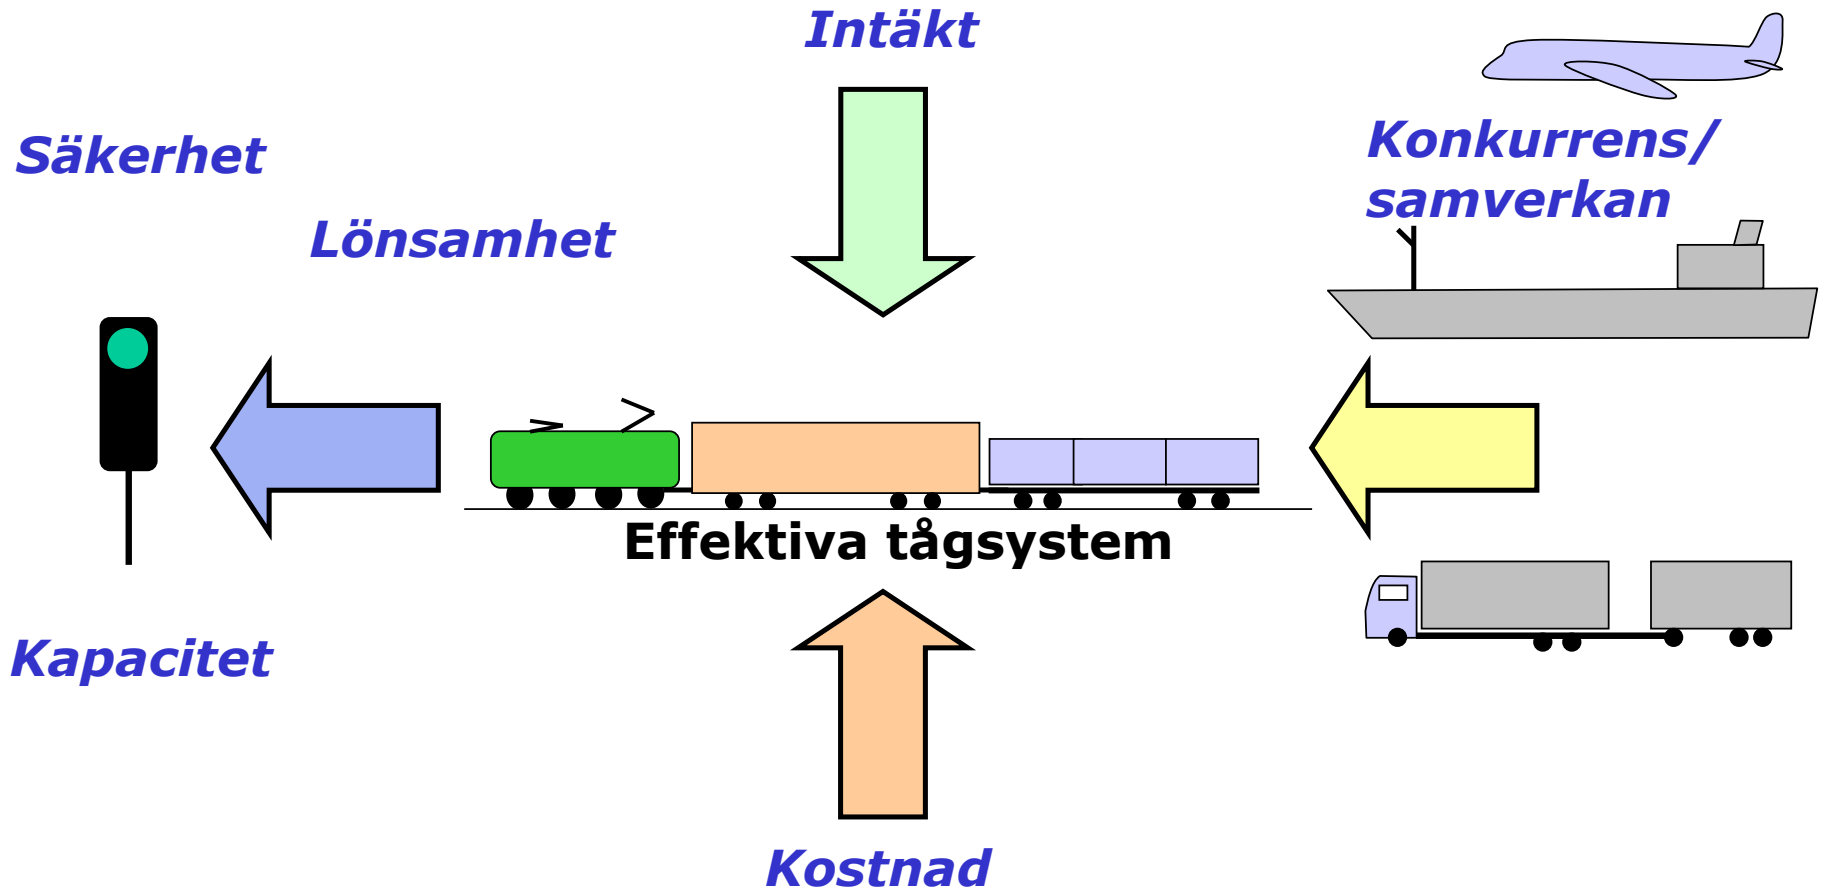 Intäkt
Säkerhet
Konkurrens/
samverkan
Lönsamhet
Effektiva tågsystem
Kapacitet
Kostnad